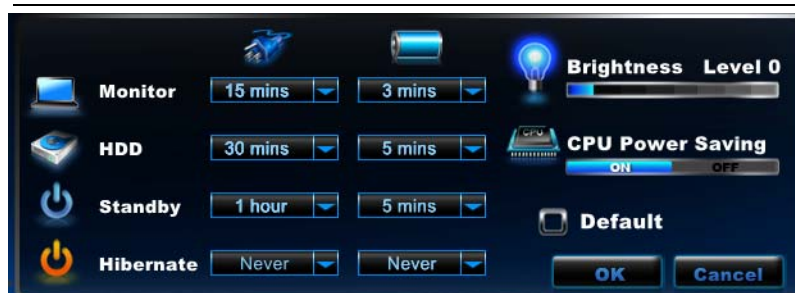 Brightness Level 0
Monitor 15 mins 3 mins
CPU
CPU Power Saving
HDD 30 mins 5 mins
ON OFF
Standby 1 hour 5 mins
Default
Hibernate Never Never
OK Cancel